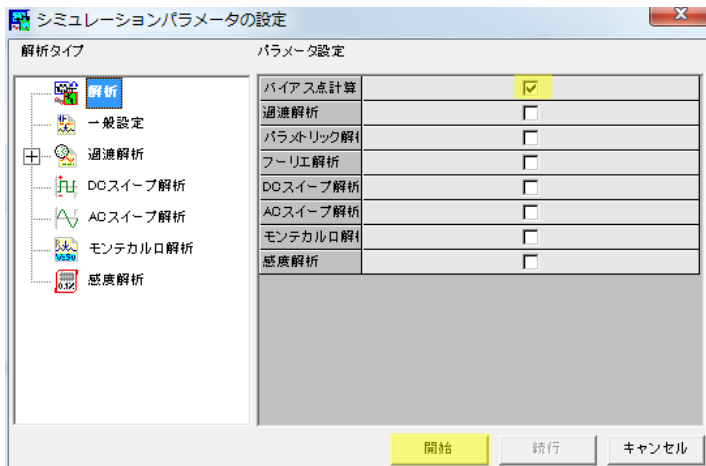 シミュレーションパラメータの設定
解析タイプ
パラメータ設定
解析
一般設定
過渡解析
DCスイープ解析
ACスイープ解析
モンテカルロ解析
感度解析
バイアス点計算
過渡解析
パラメトリック解析
フーリエ解析
DCスイープ解析
ACスイープ解析
モンテカルロ解析
感度解析
開始
続行
キャンセル